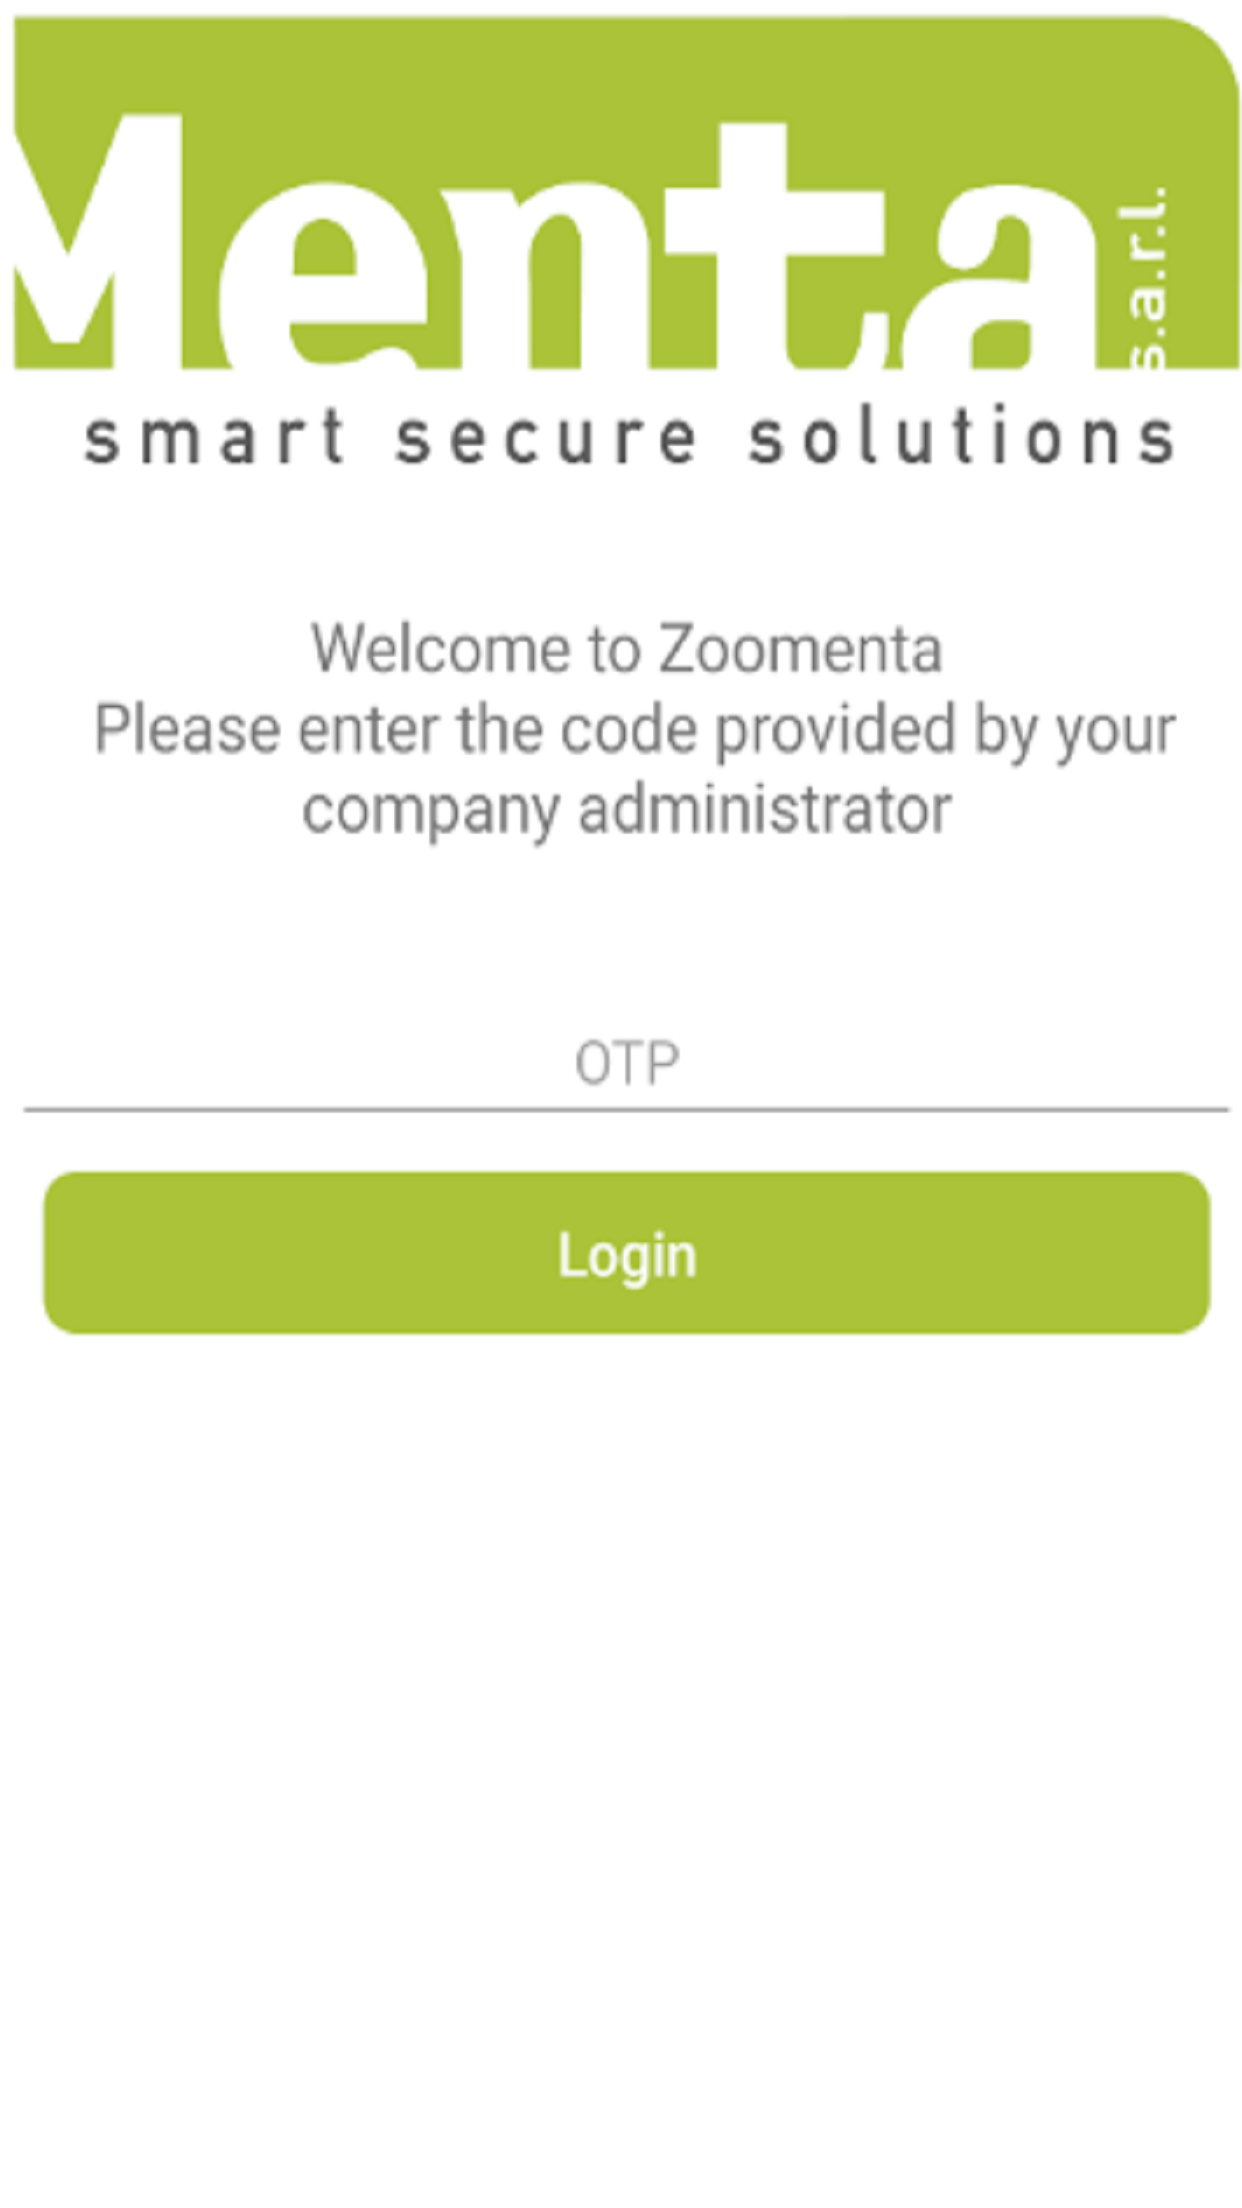 Menta s.a.r.l.
smart secure solutions
Welcome to Zoomenta
Please enter the code provided by your
company administrator
OTP
Login